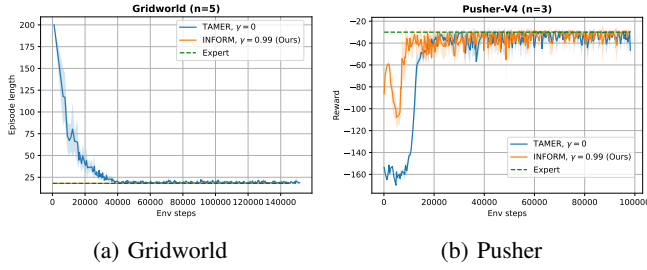 Gridworld (n=5)
200
175
150
125
100
75
50
25
Episode length
0 20000 40000 60000 80000 100000 120000 140000
Env steps
TAMER, γ = 0
INFORM, γ = 0.99 (Ours)
Expert
(a) Gridworld
Pusher-V4 (n=3)
−20
−40
−60
−80
−100
−120
−140
−160
Reward
0 20000 40000 60000 80000 100000
Env steps
TAMER, γ = 0
INFORM, γ = 0.99 (Ours)
Expert
(b) Pusher